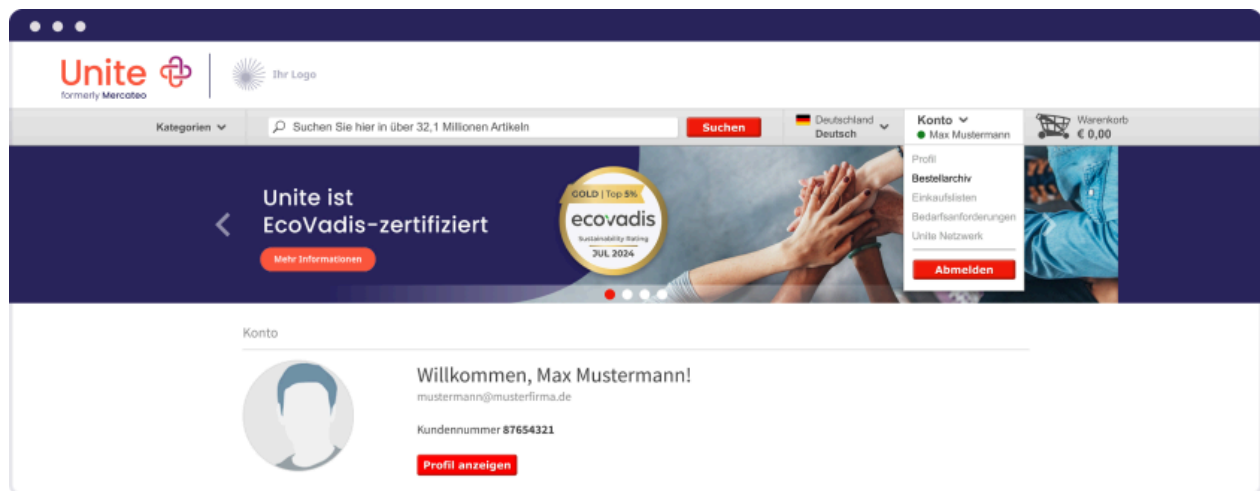 Unite
formerly Mercateo
Ihr Logo
Kategorien
Suchen Sie hier in über 32,1 Millionen Artikeln
Suchen
Deutschland
Deutsch
Konto
Max Mustermann
Warenkorb
€ 0,00
Profil
Bestellarchiv
Einkaufslisten
Bedarfsanforderungen
Unite Netzwerk
Abmelden
Unite ist
EcoVadis-zertifiziert
Mehr Informationen
GOLD | Top 5%
ecovadis
Sustainability Rating
JUL 2024
Konto
Willkommen, Max Mustermann!
mustermann@musterfirma.de
Kundennummer 87654321
Profil anzeigen